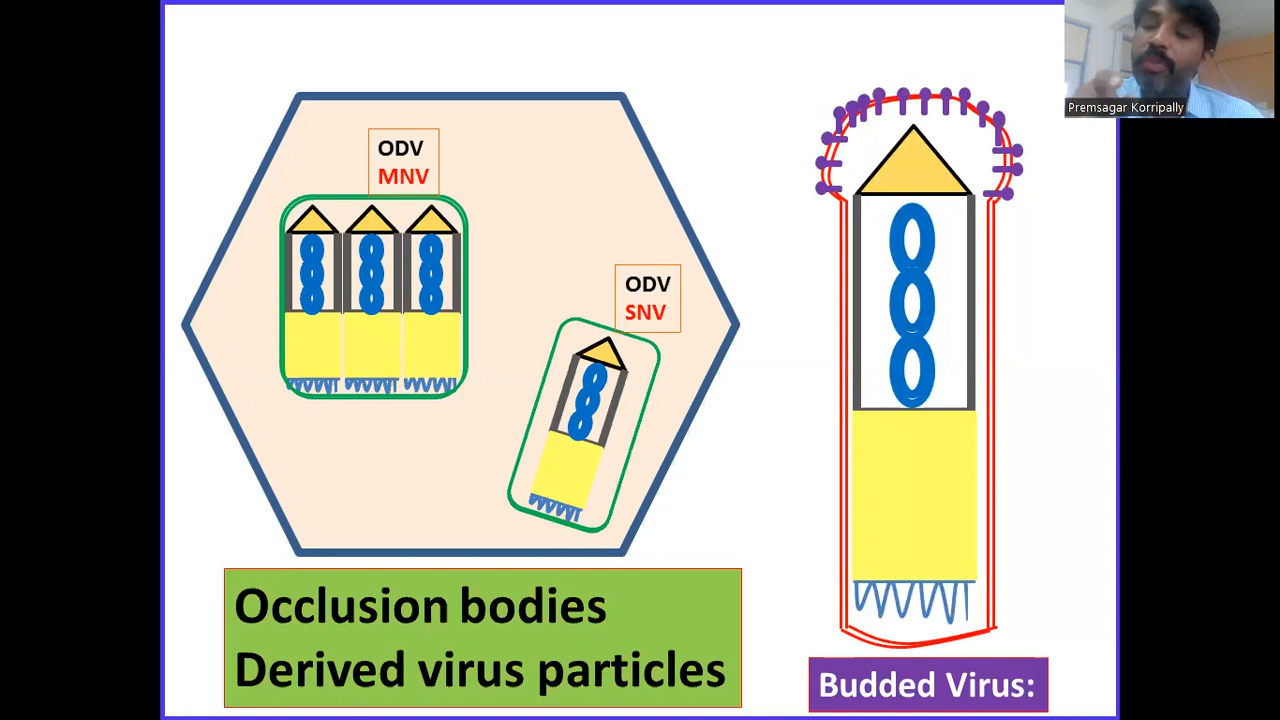 ODV
MNV
ODV
SNV
Occlusion bodies
Derived virus particles
Budded Virus:
Premsagar Korripally